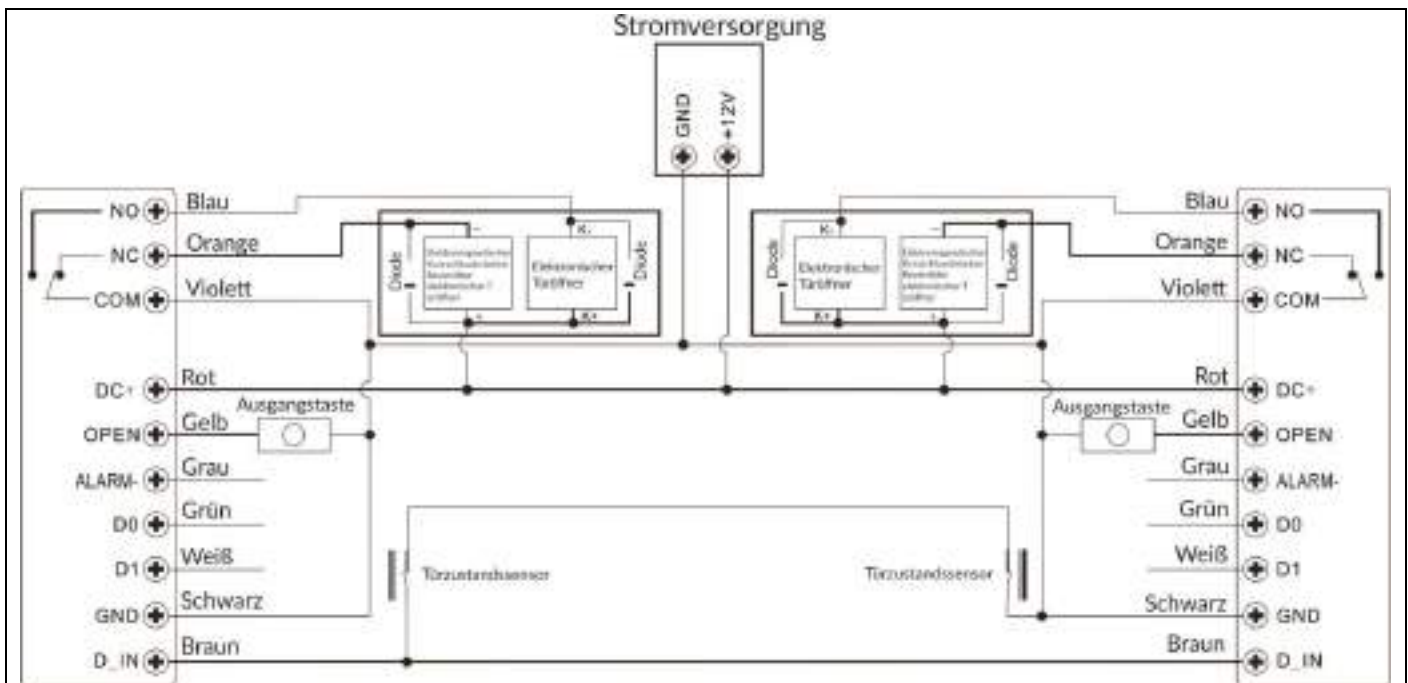 Stromversorgung
GND
+12V
NO
Blau
NC
Orange
COM
Violett
Diode
−
+
K-
Elektronischer
Türöffner
K+
Diode
Diode
K-
Elektronischer
Türöffner
K+
−
+
Diode
Blau
NO
Orange
NC
Violett
COM
DC+
Rot
Ausgangstaste
OPEN
Gelb
ALARM-
Grau
D0
Grün
D1
Weiß
Türzustandssensor
GND
Schwarz
D_IN
Braun
Rot
DC+
Ausgangstaste
Gelb
OPEN
Grau
ALARM-
Grün
D0
Weiß
D1
Türzustandssensor
Schwarz
GND
Braun
D_IN